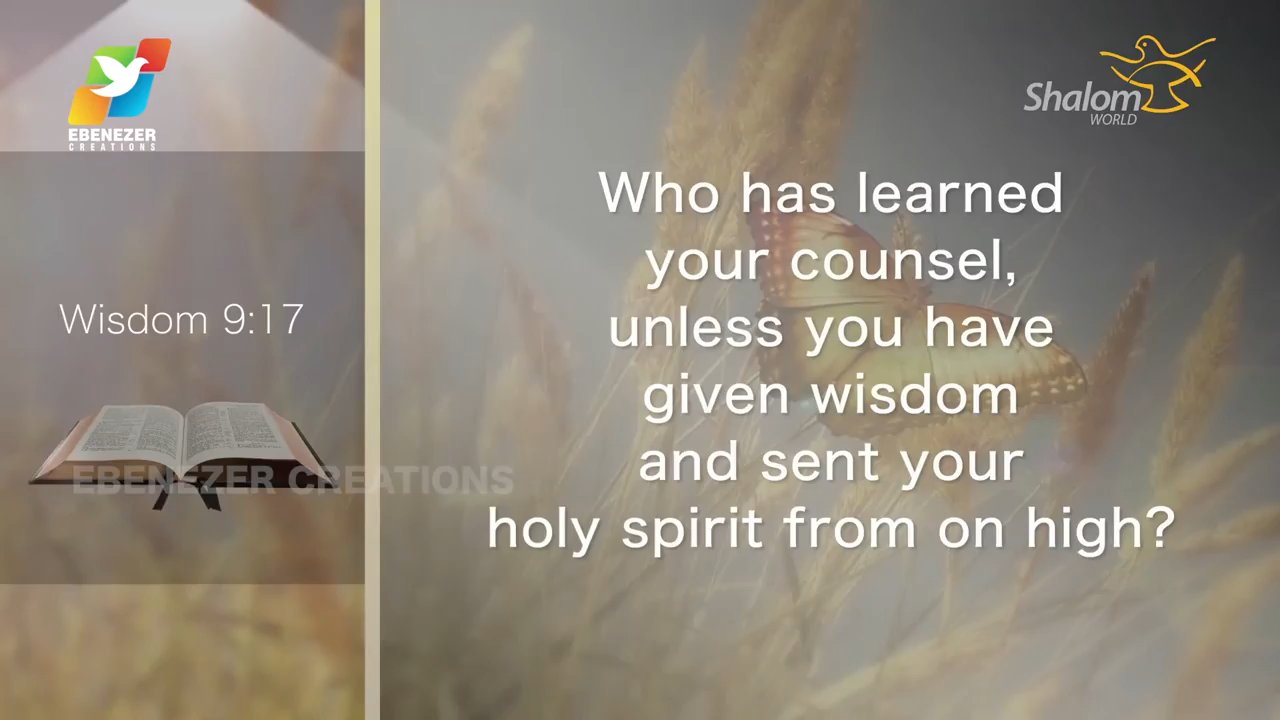 EBENEZER
CREATIONS
Shalom
WORLD
Wisdom 9:17
Who has learned
your counsel,
unless you have
given wisdom
and sent your
holy spirit from on high?
EBENEZER CREATIONS